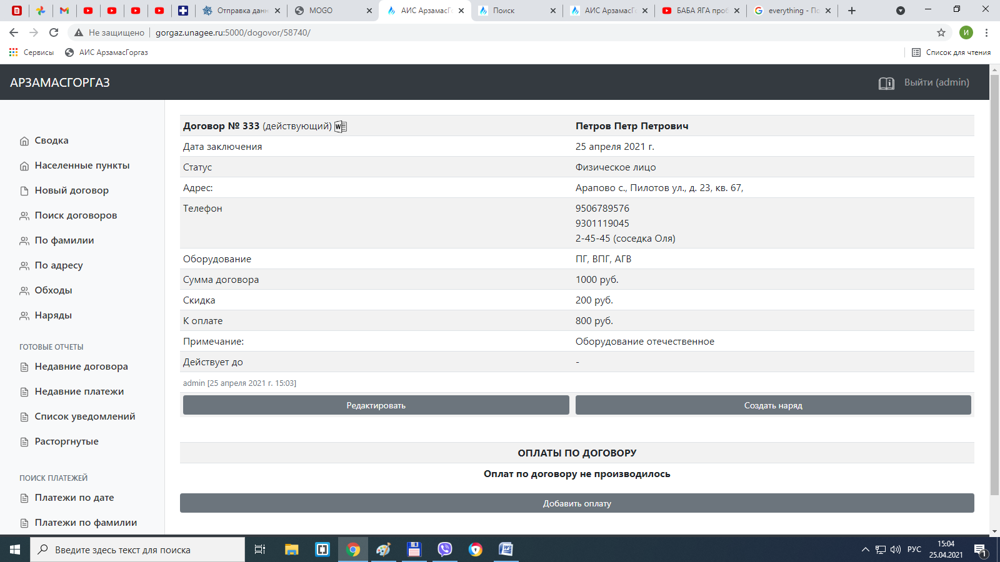 Отправка данн
MOGO
АИС АрзамасГ
Поиск
АИС АрзамасГо
БАБА ЯГА проб
everything - По
Не защищено
gorgaz.unagee.ru:5000/dogovor/58740/
И
Сервисы
АИС АрзамасГоргаз
Список для чтения
АРЗАМАСГОРГАЗ
Выйти (admin)
Сводка
Населенные пункты
Новый договор
Поиск договоров
По фамилии
По адресу
Обходы
Наряды
ГОТОВЫЕ ОТЧЕТЫ
Недавние договора
Недавние платежи
Список уведомлений
Расторгнутые
ПОИСК ПЛАТЕЖЕЙ
Платежи по дате
Платежи по фамилии
Договор № 333 (действующий)
Петров Петр Петрович
Дата заключения
25 апреля 2021 г.
Статус
Физическое лицо
Адрес:
Арапово с., Пилотов ул., д. 23, кв. 67,
Телефон
9506789576
9301119045
2-45-45 (соседка Оля)
Оборудование
ПГ, ВПГ, АГВ
Сумма договора
1000 руб.
Скидка
200 руб.
К оплате
800 руб.
Примечание:
Оборудование отечественное
Действует до
-
admin [25 апреля 2021 г. 15:03]
Редактировать
Создать наряд
ОПЛАТЫ ПО ДОГОВОРУ
Оплат по договору не производилось
Добавить оплату
Введите здесь текст для поиска
РУС
15:04
25.04.2021
1